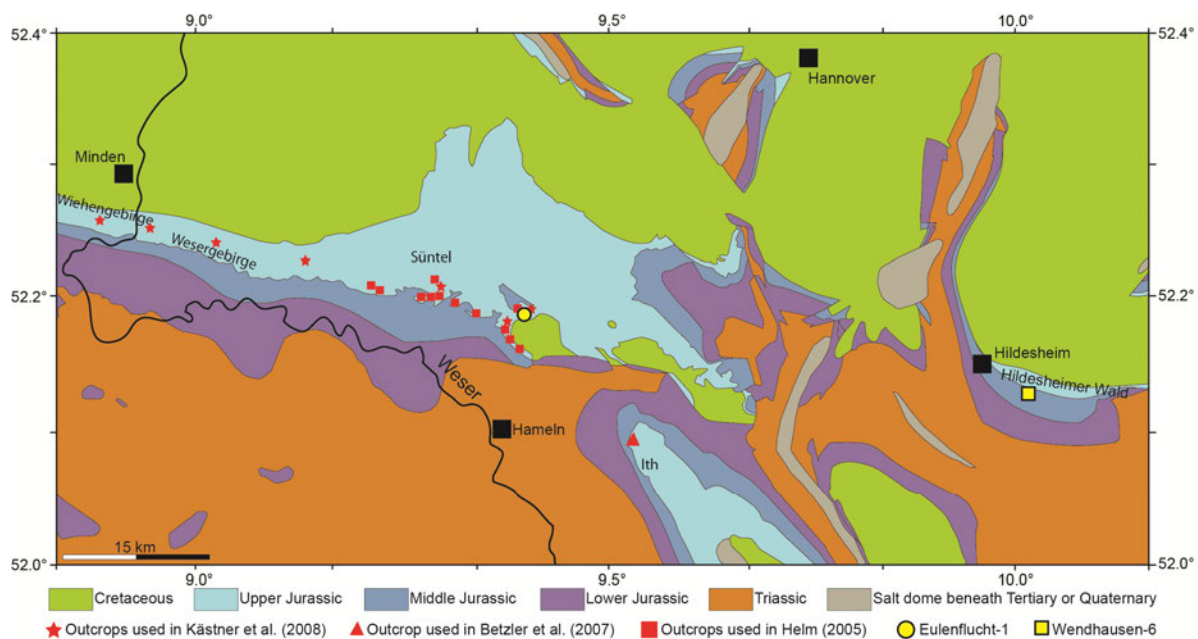 9.0° 9.5° 10.0°
52.4° 52.4°
Hannover
Minden
Wiehengebirge
Wesergebirge
Süntel
52.2° 52.2°
Hildesheim
Hildesheimer Wald
Weser
Hameln
Ith
15 km
52.0° 52.0°
9.0° 9.5° 10.0°
Cretaceous Upper Jurassic Middle Jurassic Lower Jurassic Triassic Salt dome beneath Tertiary or Quaternary
Outcrops used in Kästner et al. (2008) Outcrop used in Betzler et al. (2007) Outcrops used in Helm (2005) Eulenflucht-1 Wendhausen-6